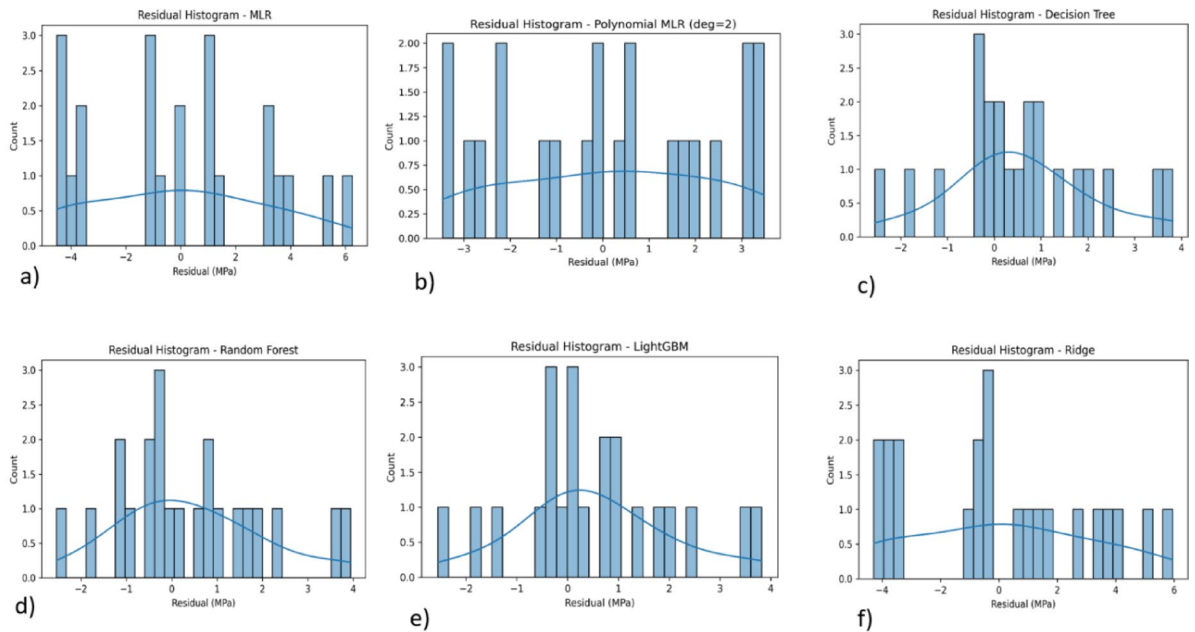 Residual Histogram - MLR
3.0
2.5
2.0
1.5
1.0
0.5
0.0
Count
−4 −2 0 2 4 6
Residual (MPa)
a)
Residual Histogram - Polynomial MLR (deg=2)
2.00
1.75
1.50
1.25
1.00
0.75
0.50
0.25
0.00
Count
−3 −2 −1 0 1 2 3
Residual (MPa)
b)
Residual Histogram - Decision Tree
3.0
2.5
2.0
1.5
1.0
0.5
0.0
Count
−2 −1 0 1 2 3 4
Residual (MPa)
c)
Residual Histogram - Random Forest
3.0
2.5
2.0
1.5
1.0
0.5
0.0
Count
−2 −1 0 1 2 3 4
Residual (MPa)
d)
Residual Histogram - LightGBM
3.0
2.5
2.0
1.5
1.0
0.5
0.0
Count
−2 −1 0 1 2 3 4
Residual (MPa)
e)
Residual Histogram - Ridge
3.0
2.5
2.0
1.5
1.0
0.5
0.0
Count
−4 −2 0 2 4 6
Residual (MPa)
f)